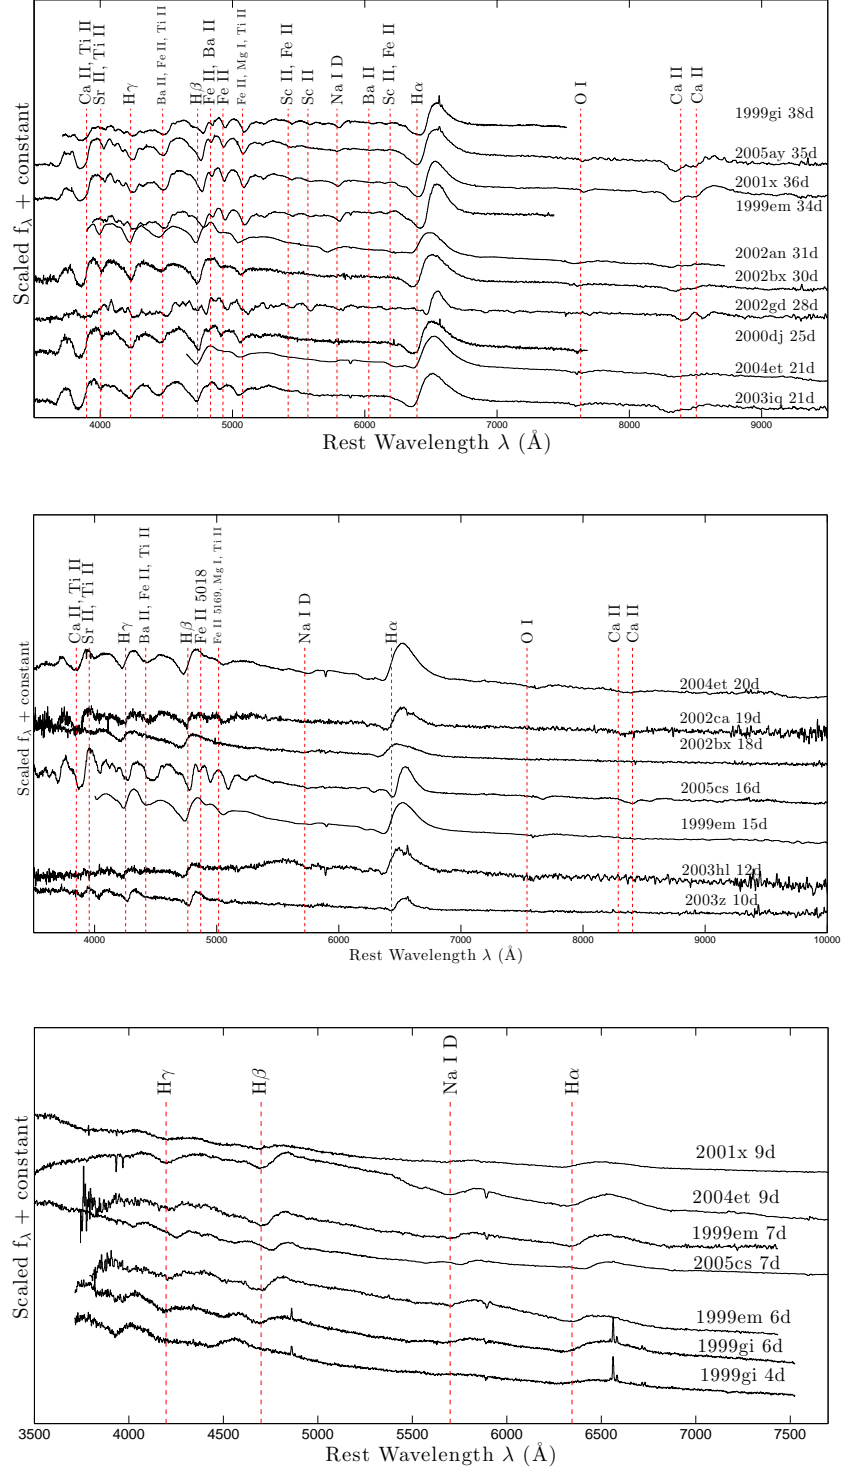 Ca II, Ti II
Sr II, Ti II
Hγ
Ba II, Fe II, Ti II
Hβ
Fe II, Ba II
Fe II
Fe II, Mg I, Ti II
Sc II, Fe II
Sc II
Na I D
Ba II
Sc II, Fe II
Hα
O I
Ca II
Ca II
1999gi 38d
2005ay 35d
2001x 36d
1999em 34d
2002an 31d
2002bx 30d
2002gd 28d
2000dj 25d
2004et 21d
2003iq 21d
Scaled fλ + constant
4000 5000 6000 7000 8000 9000
Rest Wavelength λ (Å)
Ca II, Ti II
Sr II, Ti II
Hγ
Ba II, Fe II, Ti II
Hβ
Fe II 5018
Fe II 5169, Mg I, Ti II
Na I D
Hα
O I
Ca II
Ca II
2004et 20d
2002ca 19d
2002bx 18d
2005cs 16d
1999em 15d
2003hl 12d
2003z 10d
Scaled fλ + constant
4000 5000 6000 7000 8000 9000 10000
Rest Wavelength λ (Å)
Hγ
Hβ
Na I D
Hα
2001x 9d
2004et 9d
1999em 7d
2005cs 7d
1999em 6d
1999gi 6d
1999gi 4d
Scaled fλ + constant
3500 4000 4500 5000 5500 6000 6500 7000 7500
Rest Wavelength λ (Å)